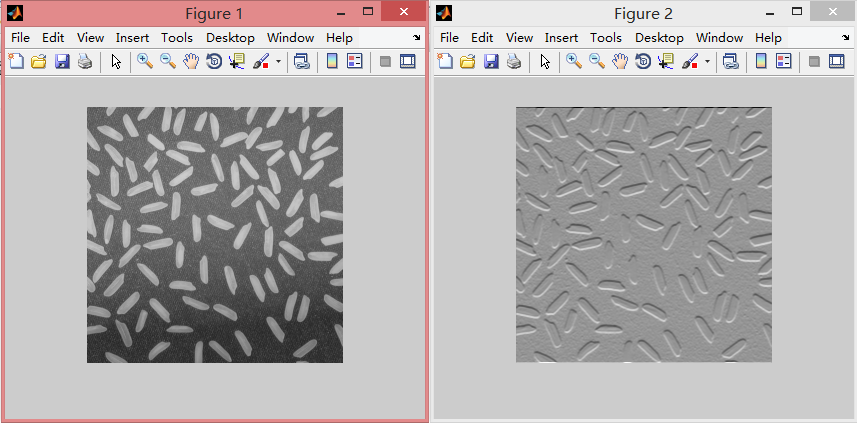 Figure 1
File Edit View Insert Tools Desktop Window Help
Figure 2
File Edit View Insert Tools Desktop Window Help